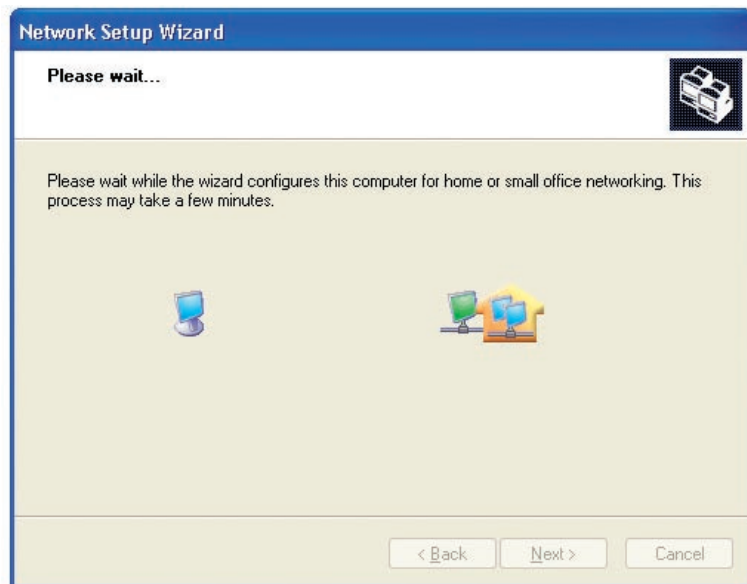 Network Setup Wizard
Please wait...
Please wait while the wizard configures this computer for home or small office networking. This
process may take a few minutes.
< Back Next > Cancel